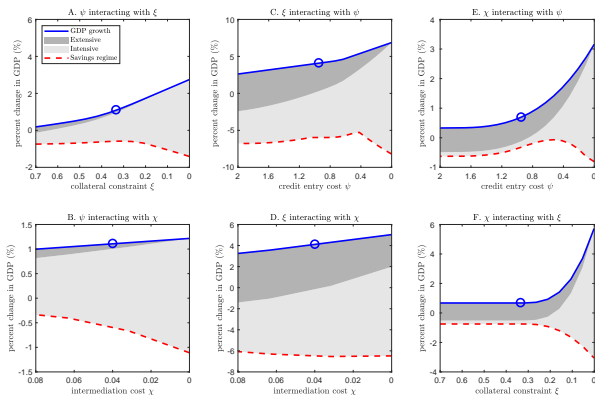 A. ψ interacting with ξ
percent change in GDP (%)
6
4
2
0
-2
GDP growth
Extensive
Intensive
Savings regime
0.7 0.6 0.5 0.4 0.3 0.2 0.1 0
collateral constraint ξ
C. ξ interacting with ψ
percent change in GDP (%)
10
5
0
-5
-10
2 1.6 1.2 0.8 0.4 0
credit entry cost ψ
E. χ interacting with ψ
percent change in GDP (%)
4
3
2
1
0
-1
2 1.6 1.2 0.8 0.4 0
credit entry cost ψ
B. ψ interacting with χ
percent change in GDP (%)
1.5
1
0.5
0
-0.5
-1
-1.5
0.08 0.06 0.04 0.02 0
intermediation cost χ
D. ξ interacting with χ
percent change in GDP (%)
6
4
2
0
-2
-4
-6
-8
0.08 0.06 0.04 0.02 0
intermediation cost χ
F. χ interacting with ξ
percent change in GDP (%)
6
4
2
0
-2
-4
0.7 0.6 0.5 0.4 0.3 0.2 0.1 0
collateral constraint ξ